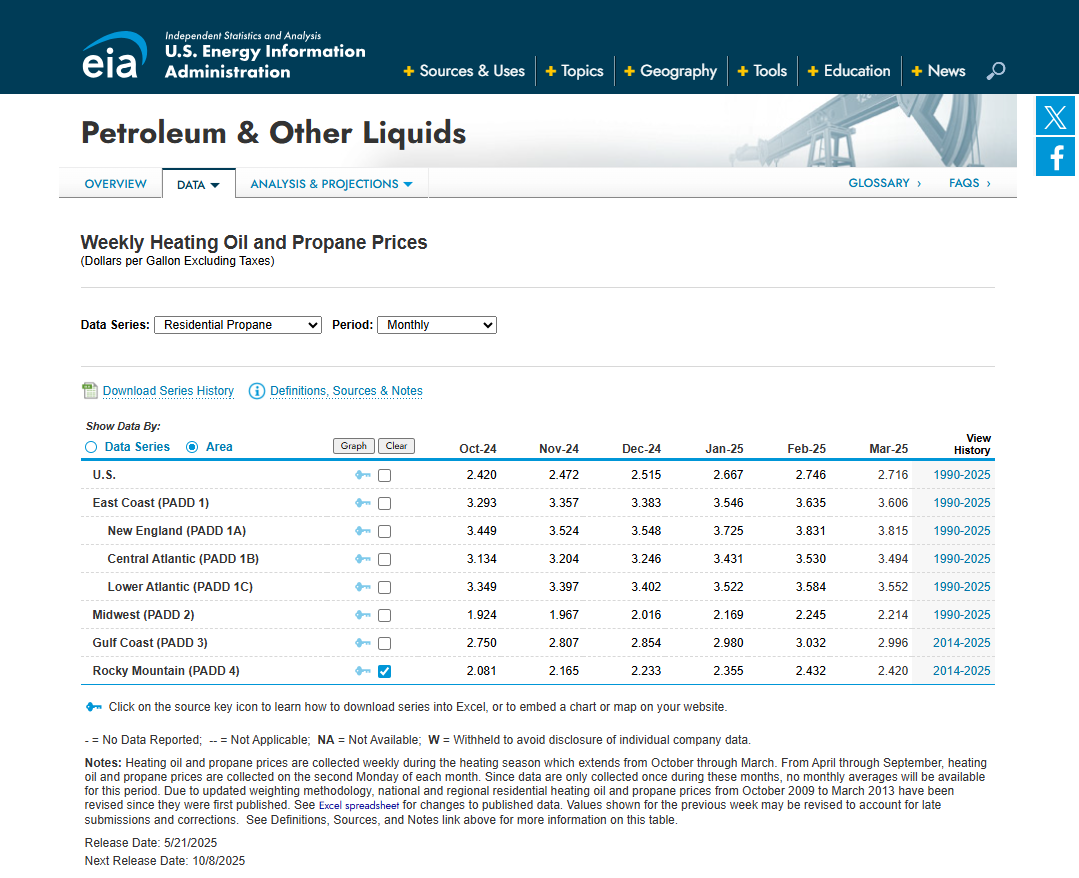 eia
Independent Statistics and Analysis
U.S. Energy Information
Administration
+ Sources & Uses + Topics + Geography + Tools + Education + News
Petroleum & Other Liquids
OVERVIEW DATA ANALYSIS & PROJECTIONS GLOSSARY › FAQS ›
Weekly Heating Oil and Propane Prices
(Dollars per Gallon Excluding Taxes)
Data Series: Residential Propane Period: Monthly
Download Series History Definitions, Sources & Notes
Show Data By:
Data Series Area Graph Clear Oct-24 Nov-24 Dec-24 Jan-25 Feb-25 Mar-25 View History
U.S. 2.420 2.472 2.515 2.667 2.746 2.716 1990-2025
East Coast (PADD 1) 3.293 3.357 3.383 3.546 3.635 3.606 1990-2025
New England (PADD 1A) 3.449 3.524 3.548 3.725 3.831 3.815 1990-2025
Central Atlantic (PADD 1B) 3.134 3.204 3.246 3.431 3.530 3.494 1990-2025
Lower Atlantic (PADD 1C) 3.349 3.397 3.402 3.522 3.584 3.552 1990-2025
Midwest (PADD 2) 1.924 1.967 2.016 2.169 2.245 2.214 1990-2025
Gulf Coast (PADD 3) 2.750 2.807 2.854 2.980 3.032 2.996 2014-2025
Rocky Mountain (PADD 4) 2.081 2.165 2.233 2.355 2.432 2.420 2014-2025
Click on the source key icon to learn how to download series into Excel, or to embed a chart or map on your website.
- = No Data Reported; -- = Not Applicable; NA = Not Available; W = Withheld to avoid disclosure of individual company data.
Notes: Heating oil and propane prices are collected weekly during the heating season which extends from October through March. From April through September, heating
oil and propane prices are collected on the second Monday of each month. Since data are only collected once during these months, no monthly averages will be available
for this period. Due to updated weighting methodology, national and regional residential heating oil and propane prices from October 2009 to March 2013 have been
revised since they were first published. See Excel spreadsheet for changes to published data. Values shown for the previous week may be revised to account for late
submissions and corrections. See Definitions, Sources, and Notes link above for more information on this table.
Release Date: 5/21/2025
Next Release Date: 10/8/2025